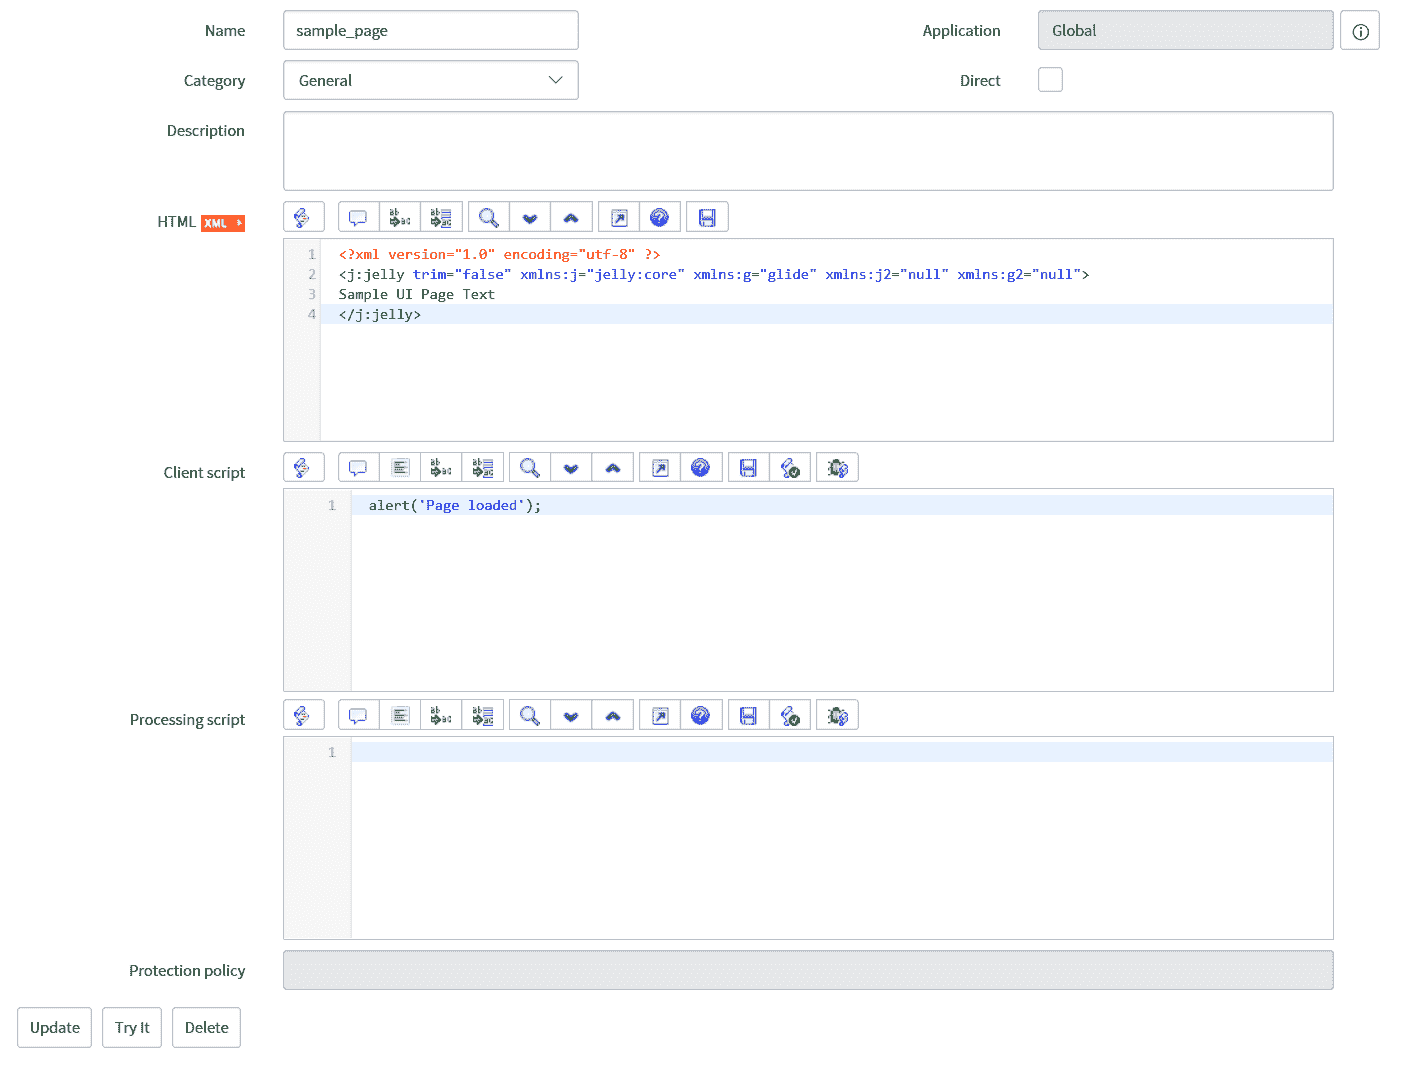 Name sample_page Application Global
Category General Direct
Description
HTML XML
1 <?xml version="1.0" encoding="utf-8" ?>
2 <j:jelly trim="false" xmlns:j="jelly:core" xmlns:g="glide" xmlns:j2="null" xmlns:g2="null">
3 Sample UI Page Text
4 </j:jelly>
Client script
1 alert('Page loaded');
Processing script
1
Protection policy
Update Try It Delete